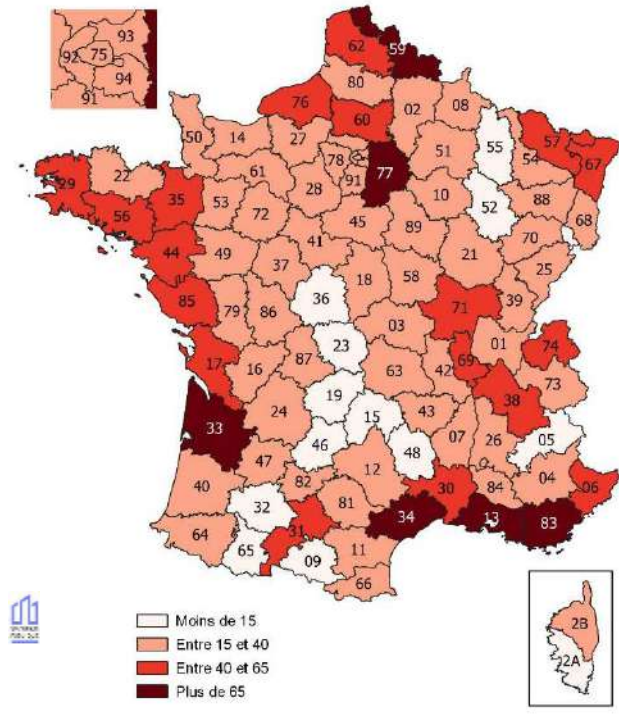 93
92 75
94
91
62 59
80
76 60 02 08
50 14 27 78 77 51 55 57
54 67
29 22 35 61 28 91 10 52 88 68
56 53 72 45 89 70
44 49 41 21 25
37 18 58 39
85 79 86 36 71
03 01 74
17 16 87 23 63 42 69 73
24 19 38
33 15 43 05
46 48 07 26
47 12 04 06
40 82 30 84
32 81 34 13 83
64 31
65 09 11
66
2B
2A
Moins de 15
Entre 15 et 40
Entre 40 et 65
Plus de 65